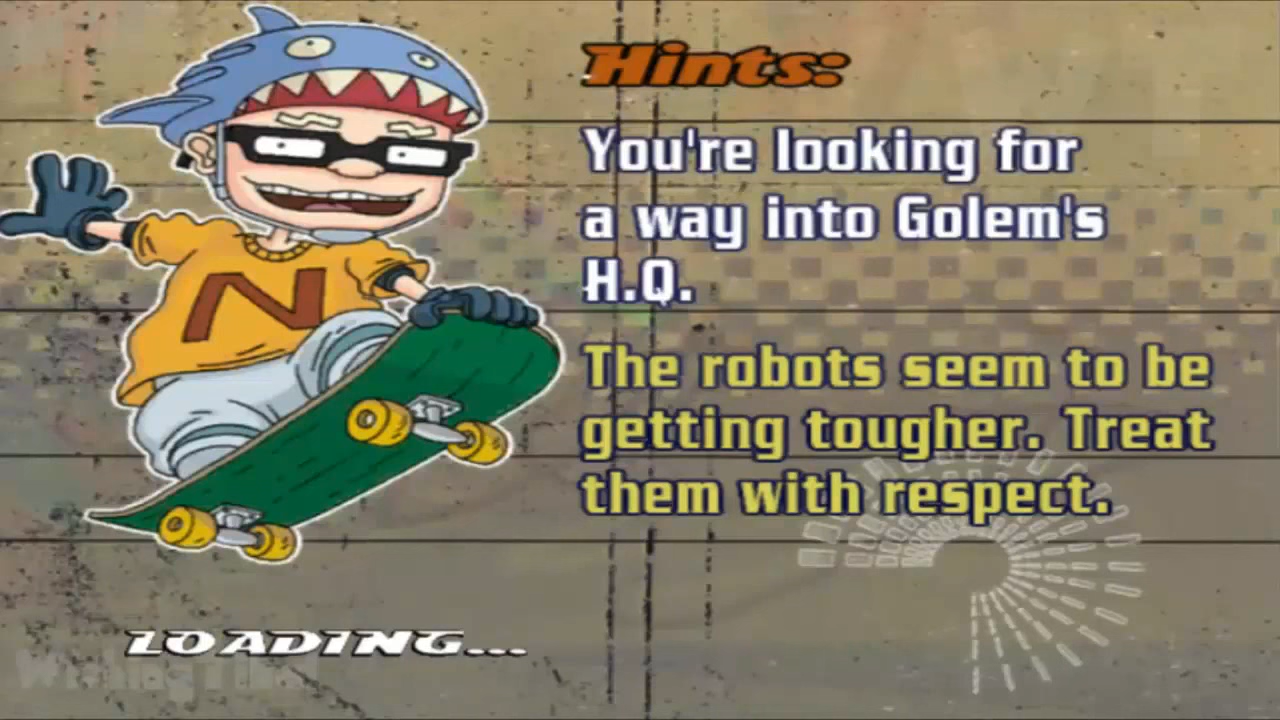 Hints:
You're looking for
a way into Golem's
H.Q.
The robots seem to be
getting tougher. Treat
them with respect.
N
LOADING...